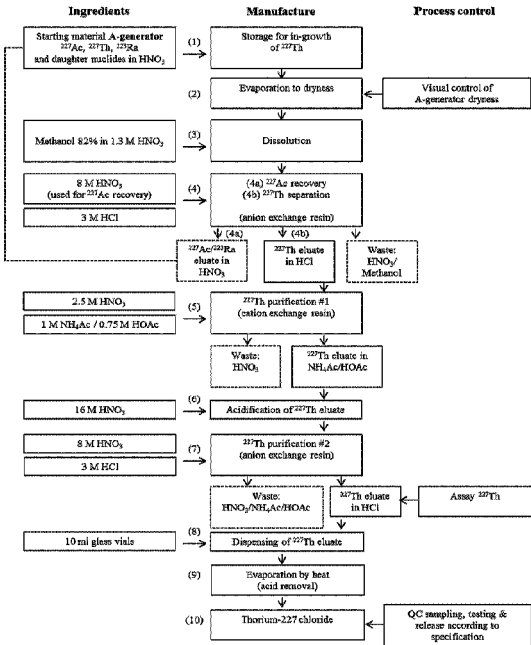 Ingredients Manufacture Process control
Starting material A-generator
²²⁷Ac, ²²⁷Th, ²²³Ra
and daughter nuclides in HNO₃
(1)
Storage for in-growth
of ²²⁷Th
(2)
Evaporation to dryness
Visual control of
A-generator dryness
Methanol 82% in 1.3 M HNO₃
(3)
Dissolution
8 M HNO₃
(used for ²²⁷Ac recovery)
3 M HCl
(4)
(4a) ²²⁷Ac recovery
(4b) ²²⁷Th separation
(anion exchange resin)
(4a)
(4b)
²²⁷Ac/²²³Ra
eluate in
HNO₃
²²⁷Th eluate
in HCl
Waste:
HNO₃/
Methanol
2.5 M HNO₃
1 M NH₄Ac / 0.75 M HOAc
(5)
²²⁷Th purification #1
(cation exchange resin)
Waste:
HNO₃
²²⁷Th eluate in
NH₄Ac/HOAc
16 M HNO₃
(6)
Acidification of ²²⁷Th eluate
8 M HNO₃
3 M HCl
(7)
²²⁷Th purification #2
(anion exchange resin)
Waste:
HNO₃/NH₄Ac/HOAc
²²⁷Th eluate
in HCl
Assay ²²⁷Th
10 ml glass vials
(8)
Dispensing of ²²⁷Th eluate
(9)
Evaporation by heat
(acid removal)
(10)
Thorium-227 chloride
QC sampling, testing &
release according to
specification